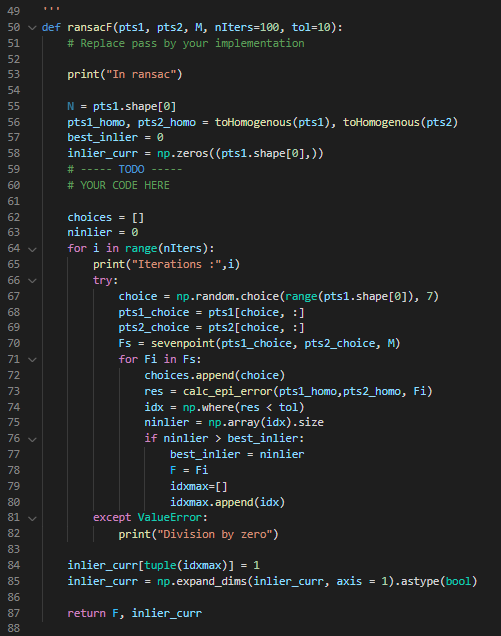 49 '''
50 def ransacF(pts1, pts2, M, nIters=100, tol=10):
51 # Replace pass by your implementation
52
53 print("In ransac")
54
55 N = pts1.shape[0]
56 pts1_homo, pts2_homo = toHomogenous(pts1), toHomogenous(pts2)
57 best_inlier = 0
58 inlier_curr = np.zeros((pts1.shape[0],))
59 # ----- TODO -----
60 # YOUR CODE HERE
61
62 choices = []
63 ninlier = 0
64 for i in range(nIters):
65 print("Iterations :",i)
66 try:
67 choice = np.random.choice(range(pts1.shape[0]), 7)
68 pts1_choice = pts1[choice, :]
69 pts2_choice = pts2[choice, :]
70 Fs = sevenpoint(pts1_choice, pts2_choice, M)
71 for Fi in Fs:
72 choices.append(choice)
73 res = calc_epi_error(pts1_homo,pts2_homo, Fi)
74 idx = np.where(res < tol)
75 ninlier = np.array(idx).size
76 if ninlier > best_inlier:
77 best_inlier = ninlier
78 F = Fi
79 idxmax=[]
80 idxmax.append(idx)
81 except ValueError:
82 print("Division by zero")
83
84 inlier_curr[tuple(idxmax)] = 1
85 inlier_curr = np.expand_dims(inlier_curr, axis = 1).astype(bool)
86
87 return F, inlier_curr
88